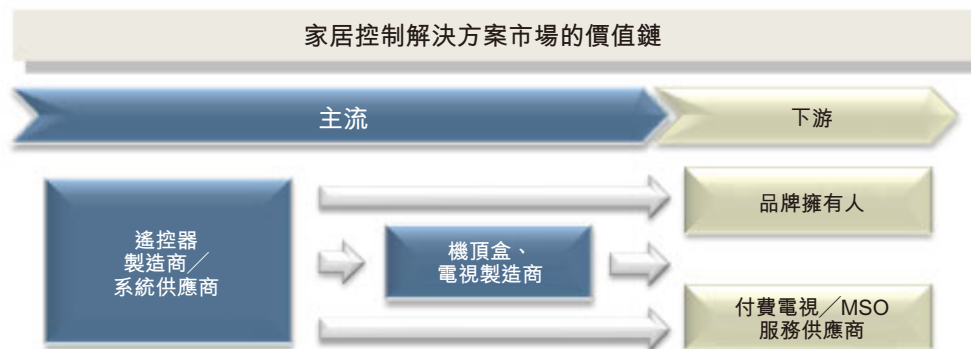 家居控制解決方案市場的價值鏈
主流
下游
遙控器
製造商／
系統供應商
機頂盒、
電視製造商
品牌擁有人
付費電視／MSO
服務供應商